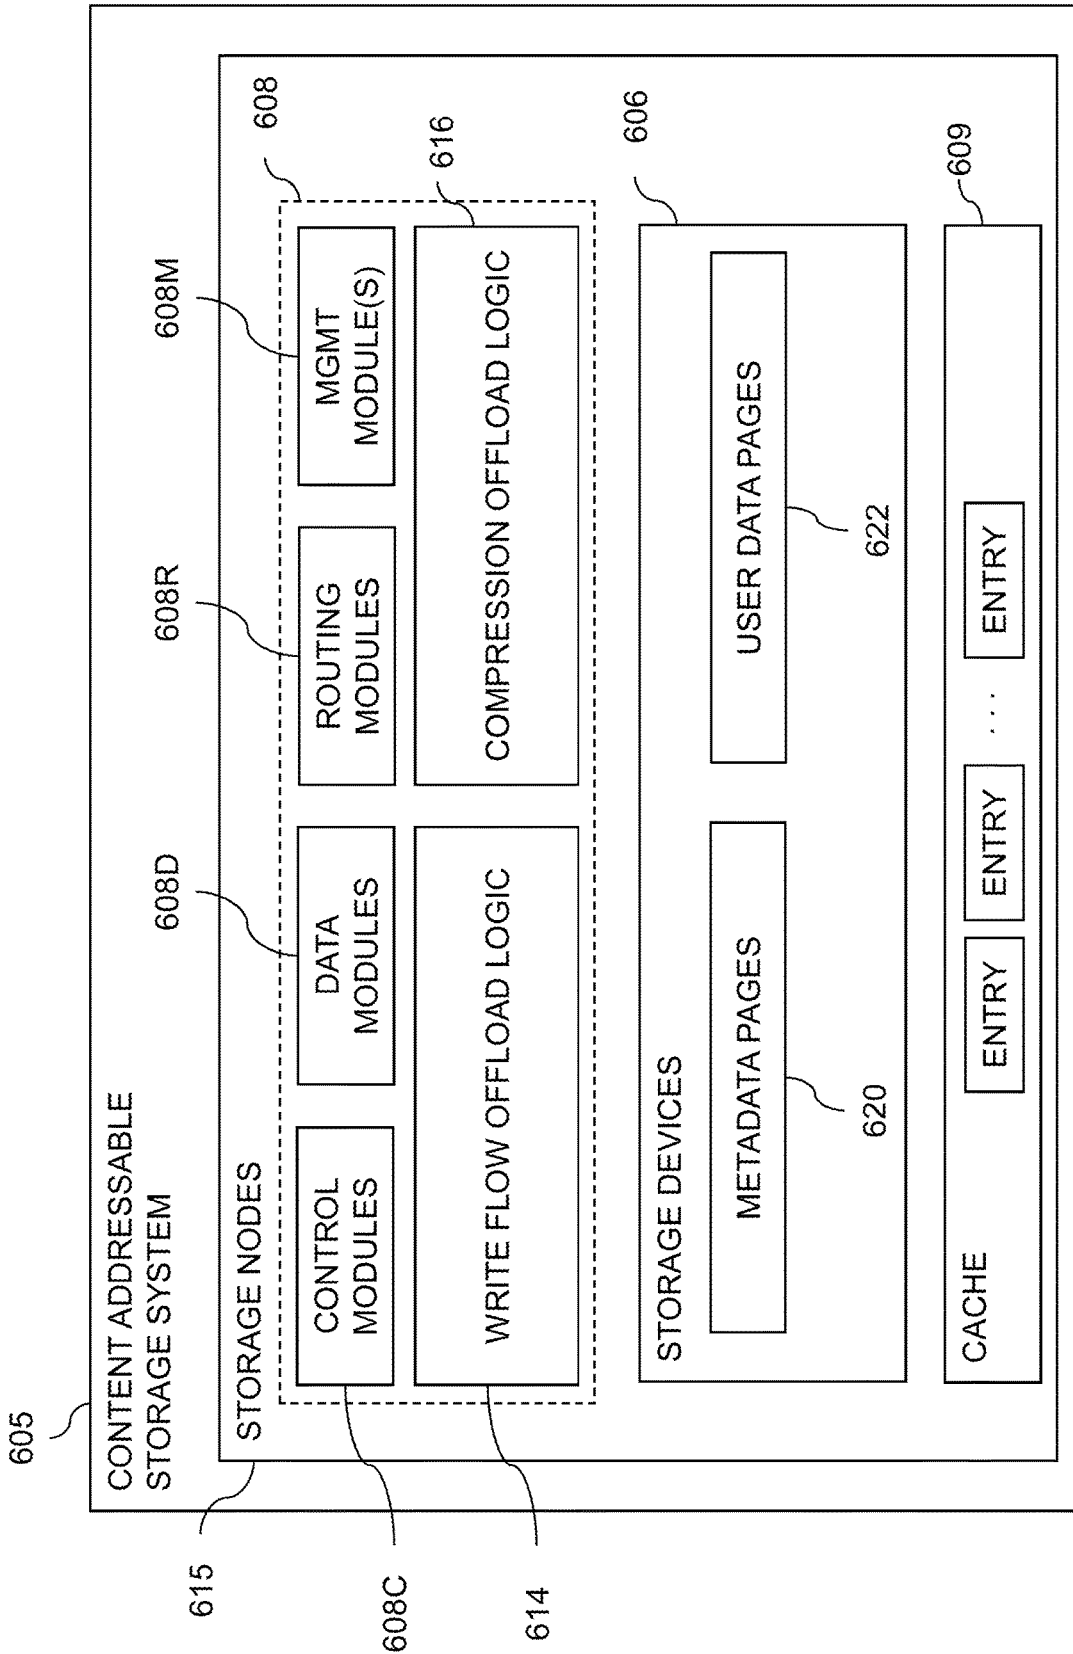 605
CONTENT ADDRESSABLE
STORAGE SYSTEM
615
STORAGE NODES
608
608C
CONTROL
MODULES
608D
DATA
MODULES
608R
ROUTING
MODULES
608M
MGMT
MODULE(S)
614
WRITE FLOW OFFLOAD LOGIC
616
COMPRESSION OFFLOAD LOGIC
606
STORAGE DEVICES
METADATA PAGES
620
USER DATA PAGES
622
609
CACHE
ENTRY
ENTRY
. . .
ENTRY